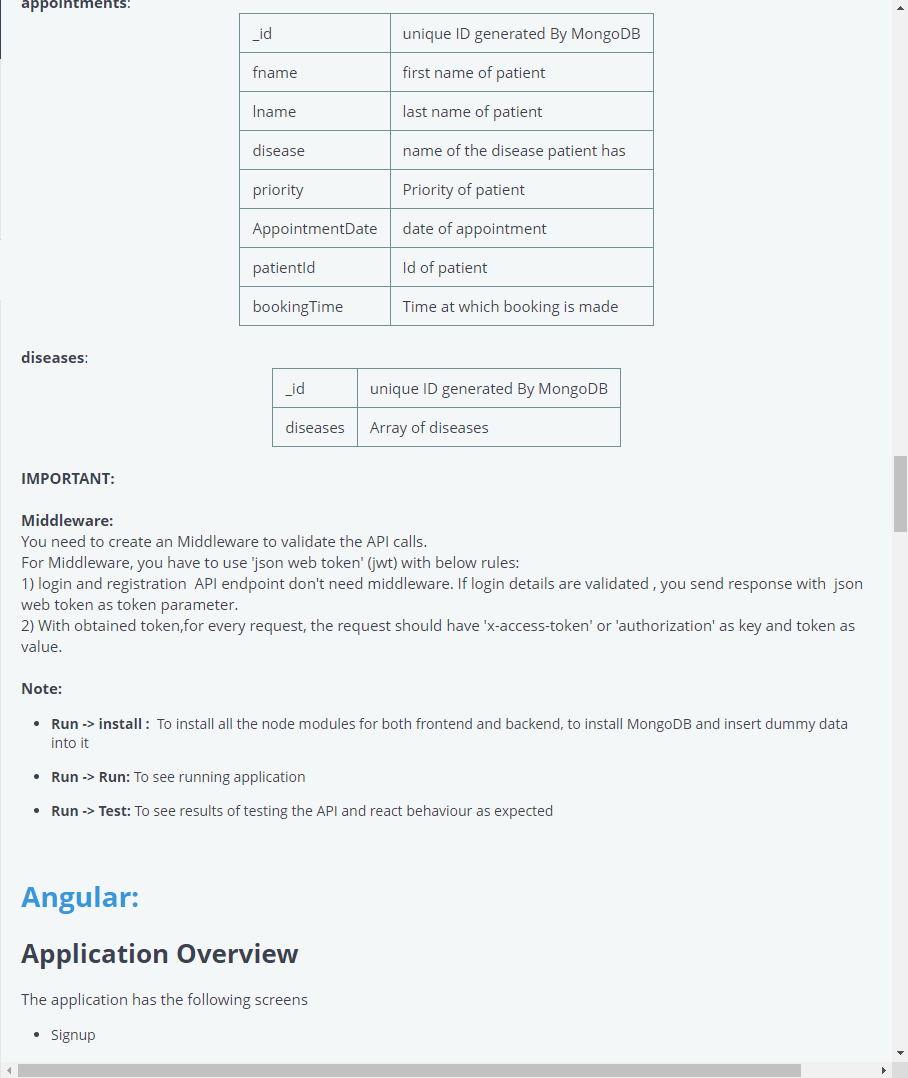 appointments:
_id unique ID generated By MongoDB
fname first name of patient
lname last name of patient
disease name of the disease patient has
priority Priority of patient
AppointmentDate date of appointment
patientId Id of patient
bookingTime Time at which booking is made
diseases:
_id unique ID generated By MongoDB
diseases Array of diseases
IMPORTANT:
Middleware:
You need to create an Middleware to validate the API calls.
For Middleware, you have to use 'json web token' (jwt) with below rules:
1) login and registration  API endpoint don't need middleware. If login details are validated , you send response with  json
web token as token parameter.
2) With obtained token,for every request, the request should have 'x-access-token' or 'authorization' as key and token as
value.
Note:
• Run -> install :  To install all the node modules for both frontend and backend, to install MongoDB and insert dummy data
into it
• Run -> Run: To see running application
• Run -> Test: To see results of testing the API and react behaviour as expected
Angular:
Application Overview
The application has the following screens
• Signup